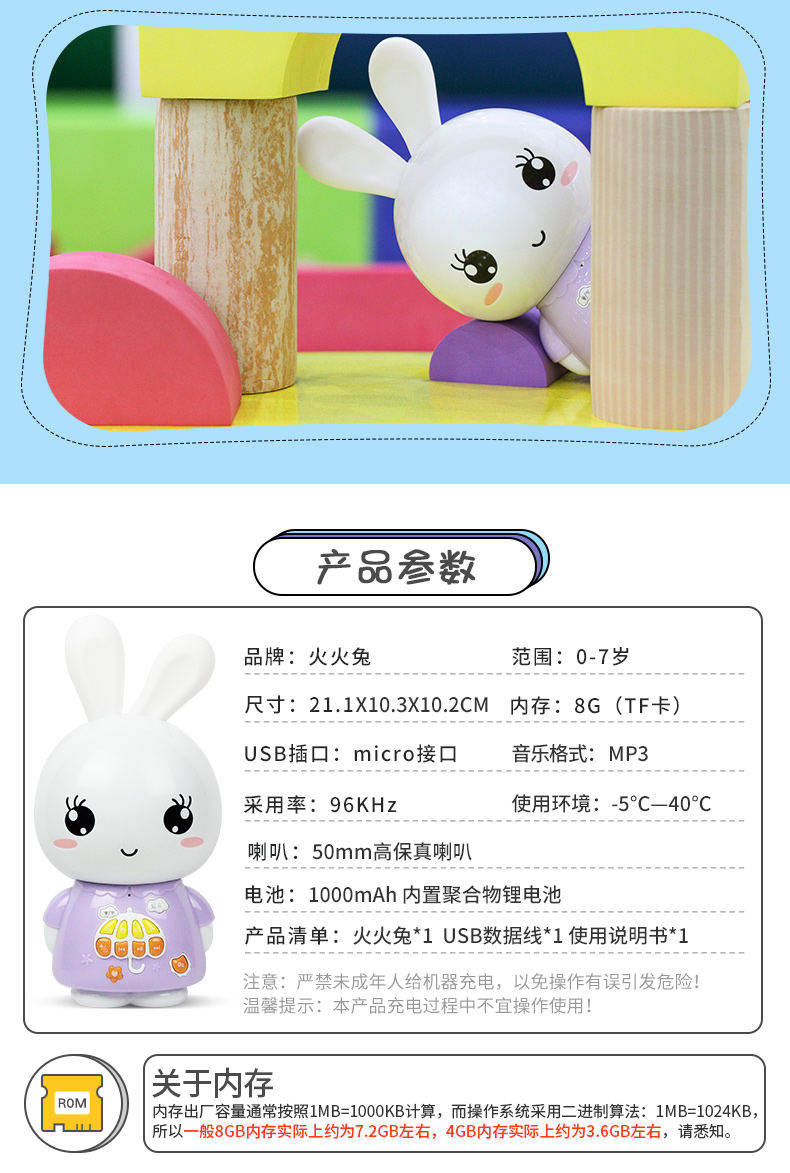 产品参数
品牌：火火兔 范围：0-7岁
尺寸：21.1X10.3X10.2CM 内存：8G（TF卡）
USB插口：micro接口 音乐格式：MP3
采用率：96KHz 使用环境：-5℃—40℃
喇叭：50mm高保真喇叭
电池：1000mAh 内置聚合物锂电池
产品清单：火火兔*1 USB数据线*1 使用说明书*1
注意：严禁未成年人给机器充电，以免操作有误引发危险！
温馨提示：本产品充电过程中不宜操作使用！
ROM
关于内存
内存出厂容量通常按照1MB=1000KB计算，而操作系统采用二进制算法：1MB=1024KB，
所以一般8GB内存实际上约为7.2GB左右，4GB内存实际上约为3.6GB左右，请悉知。